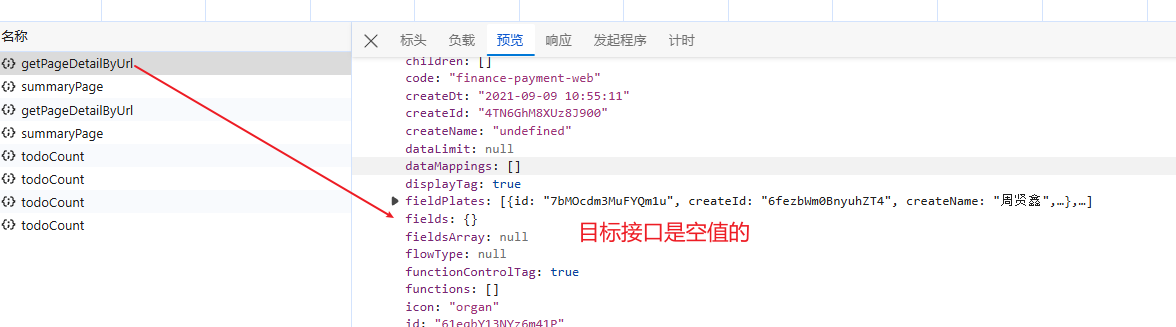 名称
getPageDetailByUrl
summaryPage
getPageDetailByUrl
summaryPage
todoCount
todoCount
todoCount
todoCount
标头 负载 预览 响应 发起程序 计时
children: []
code: "finance-payment-web"
createDt: "2021-09-09 10:55:11"
createId: "4TN6GhM8XUz8J900"
createName: "undefined"
dataLimit: null
dataMappings: []
displayTag: true
fieldPlates: [{id: "7bMOcdm3MuFYQm1u", createId: "6fezbWm0BnyuhZT4", createName: "周贤鑫",…},…]
fields: {}
fieldsArray: null
目标接口是空值的
flowType: null
functionControlTag: true
functions: []
icon: "organ"
id: "61eqbY13NYz6m41P"